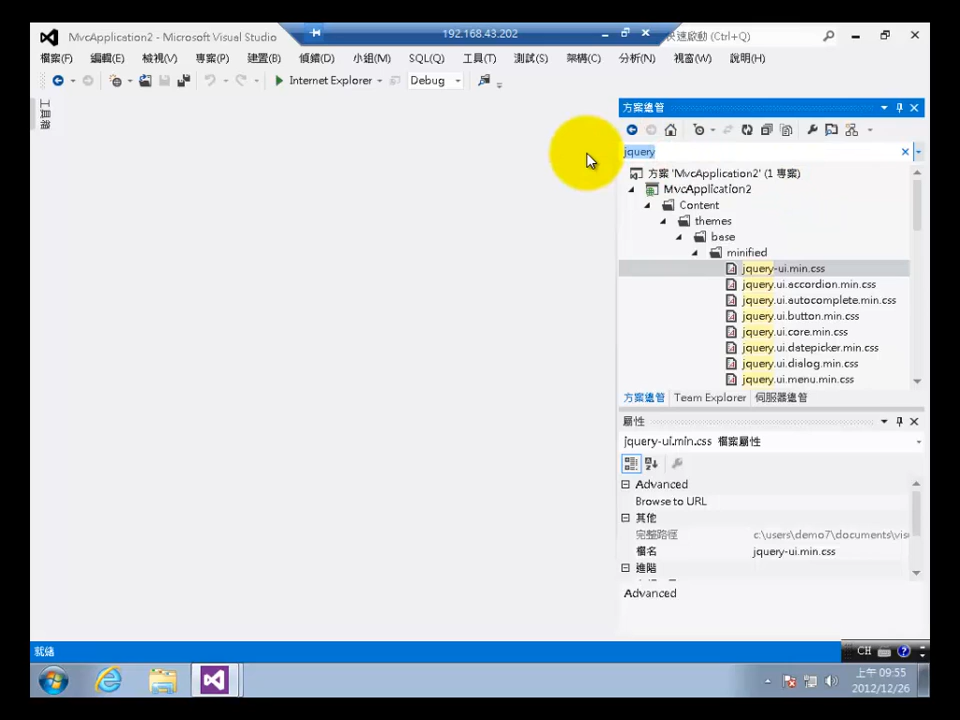 MvcApplication2 - Microsoft Visual Studio
192.168.43.202
快速啟動 (Ctrl+Q)
檔案(F) 編輯(E) 檢視(V) 專案(P) 建置(B) 偵錯(D) 小組(M) SQL(Q) 工具(T) 測試(S) 架構(C) 分析(N) 視窗(W) 說明(H)
Internet Explorer Debug
工具箱
方案總管
jquery
方案 'MvcApplication2' (1 專案)
MvcApplication2
Content
themes
base
minified
jquery-ui.min.css
jquery.ui.accordion.min.css
jquery.ui.autocomplete.min.css
jquery.ui.button.min.css
jquery.ui.core.min.css
jquery.ui.datepicker.min.css
jquery.ui.dialog.min.css
jquery.ui.menu.min.css
方案總管 Team Explorer 伺服器總管
屬性
jquery-ui.min.css 檔案屬性
Advanced
Browse to URL
其他
完整路徑 c:\users\demo7\documents\vis
檔名 jquery-ui.min.css
進階
Advanced
就緒
CH
上午 09:55
2012/12/26